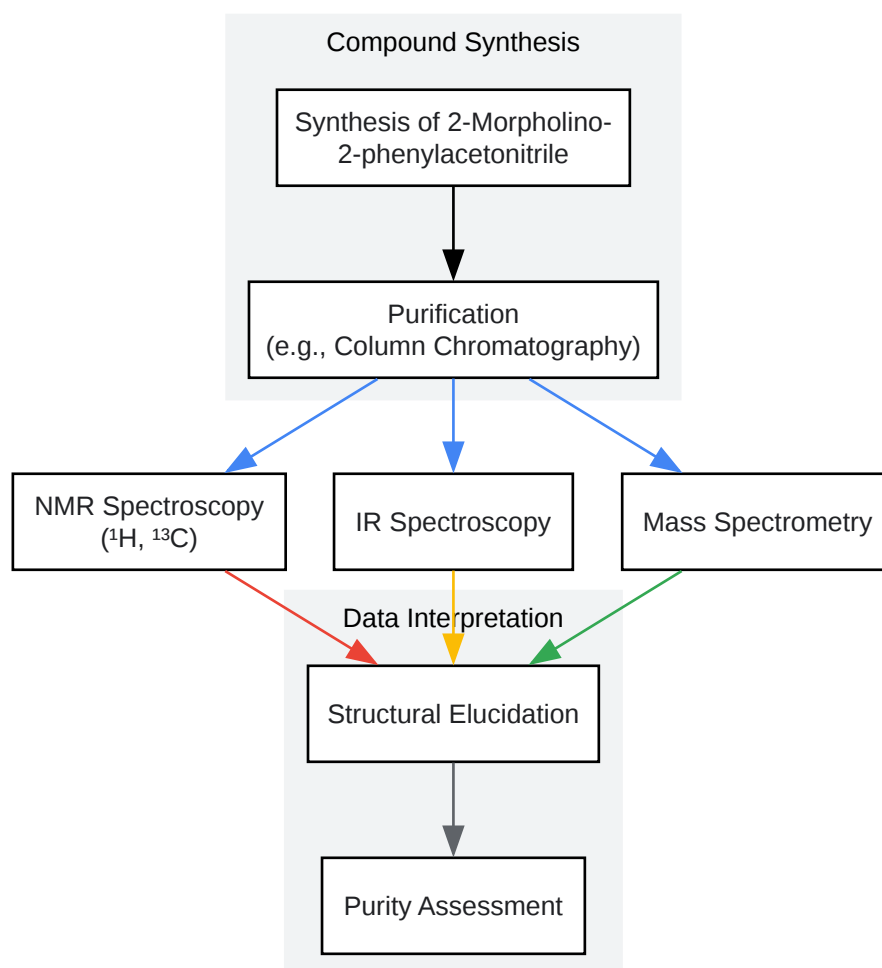 Compound Synthesis
Synthesis of 2-Morpholino-
2-phenylacetonitrile
Purification
(e.g., Column Chromatography)
NMR Spectroscopy
(¹H, ¹³C)
IR Spectroscopy
Mass Spectrometry
Data Interpretation
Structural Elucidation
Purity Assessment